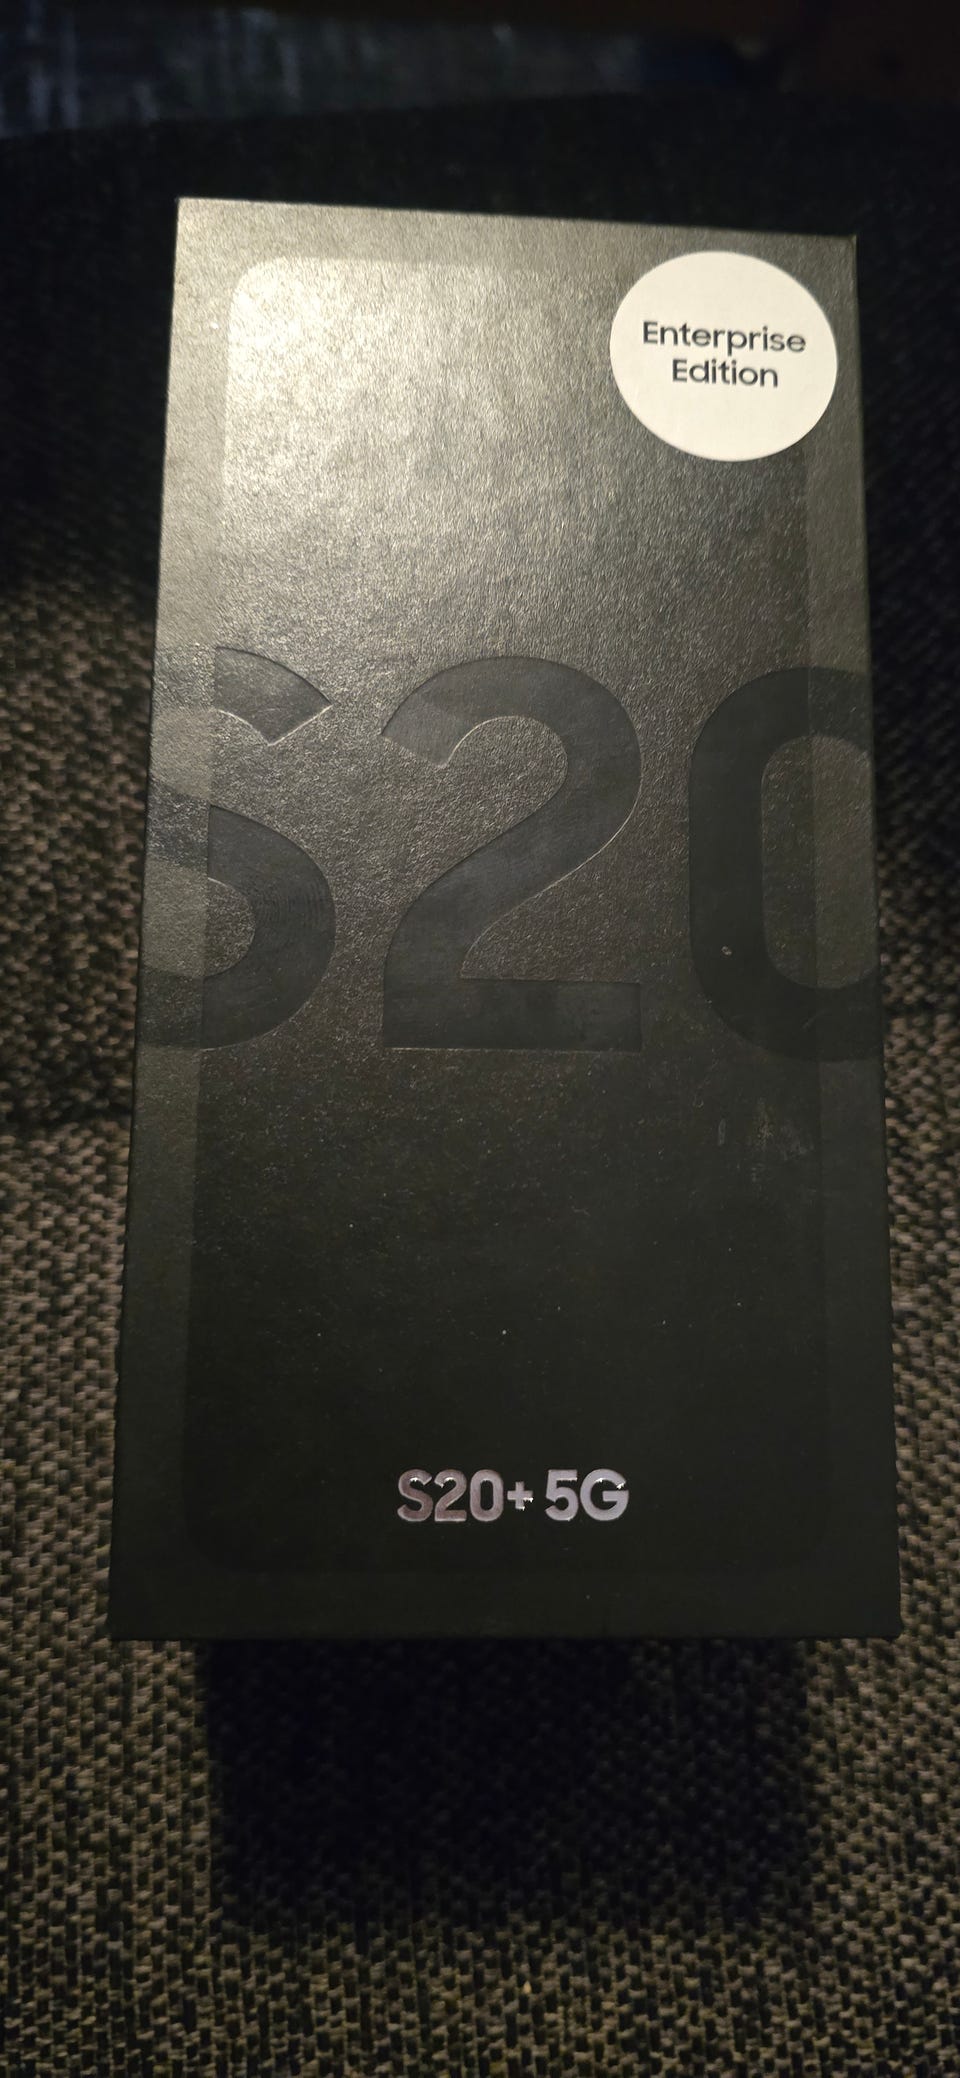 Enterprise
Edition
S20
S20+ 5G